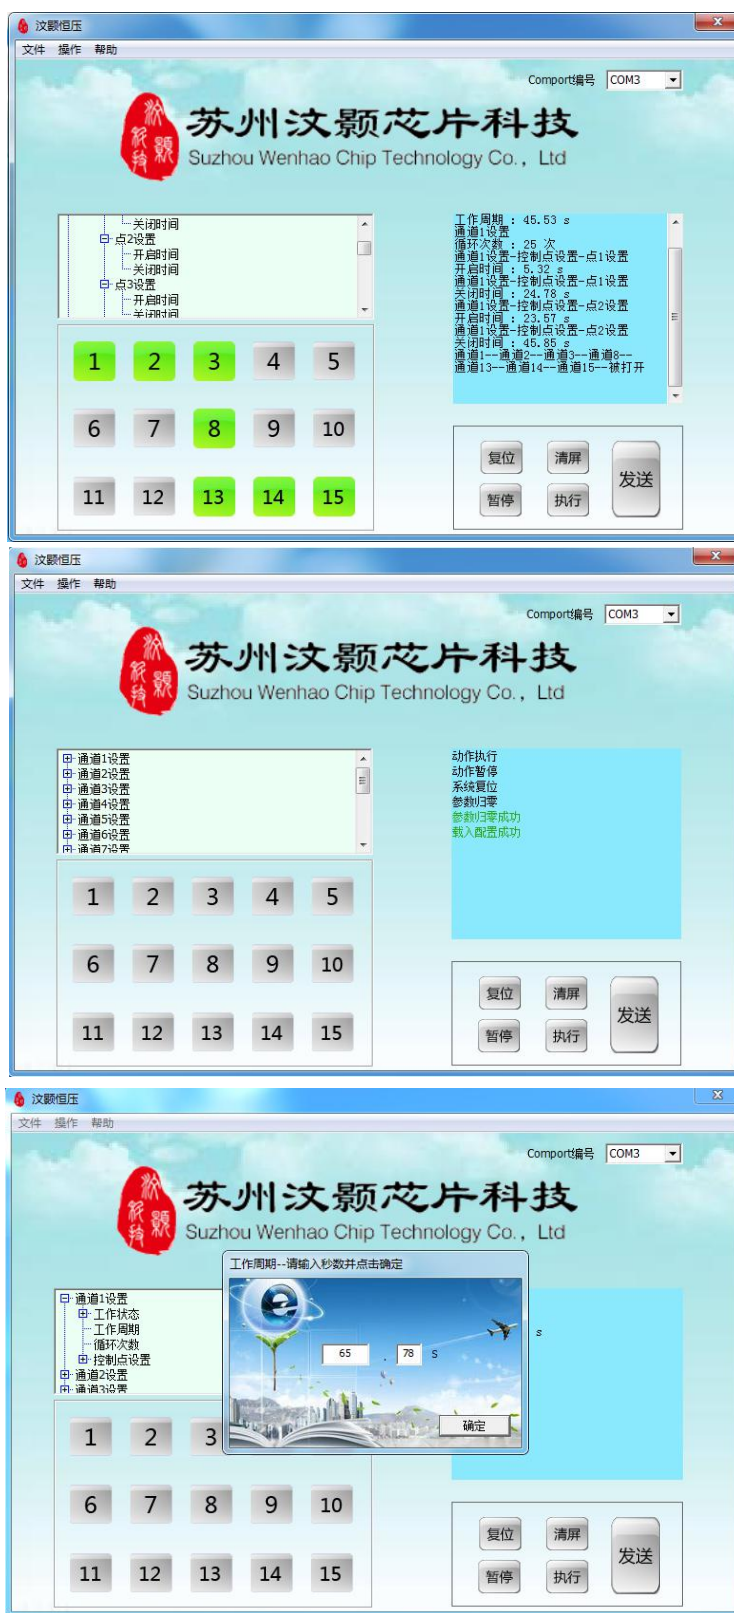 汶颢恒压
文件 操作 帮助
Comport编号 COM3
苏州汶颢芯片科技
Suzhou Wenhao Chip Technology Co., Ltd
关闭时间
点2设置
开启时间
关闭时间
点3设置
开启时间
关闭时间
工作周期 : 45.53 s
通道1设置
循环次数 : 25 次
通道1设置-控制点设置-点1设置
开启时间 : 5.32 s
通道1设置-控制点设置-点1设置
关闭时间 : 24.78 s
通道1设置-控制点设置-点2设置
开启时间 : 23.57 s
通道1设置-控制点设置-点2设置
关闭时间 : 45.85 s
通道1--通道2--通道3--通道8--
通道13--通道14--通道15--被打开
1 2 3 4 5
6 7 8 9 10
11 12 13 14 15
复位 清屏 发送
暂停 执行
汶颢恒压
文件 操作 帮助
Comport编号 COM3
苏州汶颢芯片科技
Suzhou Wenhao Chip Technology Co., Ltd
通道1设置
通道2设置
通道3设置
通道4设置
通道5设置
通道6设置
通道7设置
动作执行
动作暂停
系统复位
参数归零
参数归零成功
载入配置成功
1 2 3 4 5
6 7 8 9 10
11 12 13 14 15
复位 清屏 发送
暂停 执行
汶颢恒压
文件 操作 帮助
Comport编号 COM3
苏州汶颢芯片科技
Suzhou Wenhao Chip Technology Co., Ltd
工作周期--请输入秒数并点击确定
65 . 78 s
确定
通道1设置
工作状态
工作周期
循环次数
控制点设置
通道2设置
通道3设置
s
1 2 3
6 7 8 9 10
11 12 13 14 15
复位 清屏 发送
暂停 执行